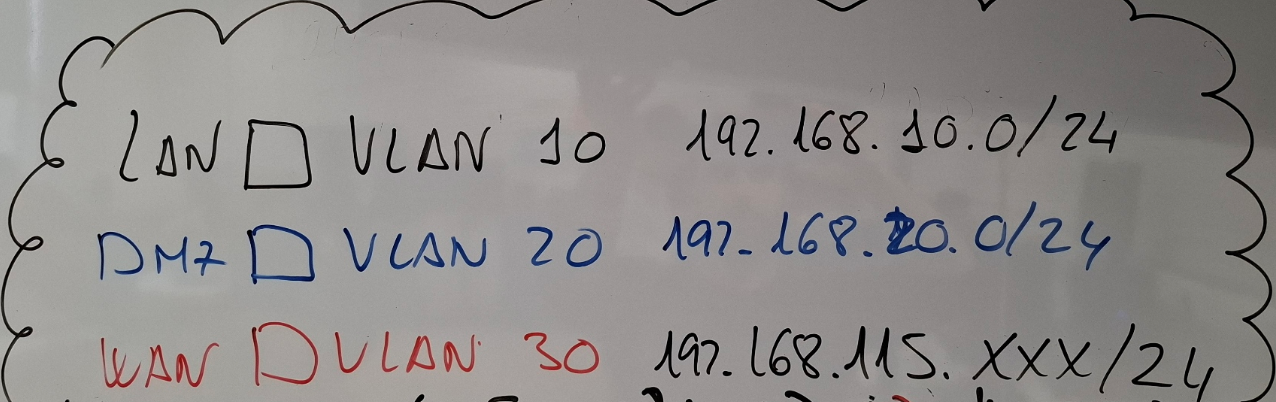 LAN VLAN 10 192.168.10.0/24
DMZ VLAN 20 192.168.20.0/24
WAN VLAN 30 192.168.115.XXX/24